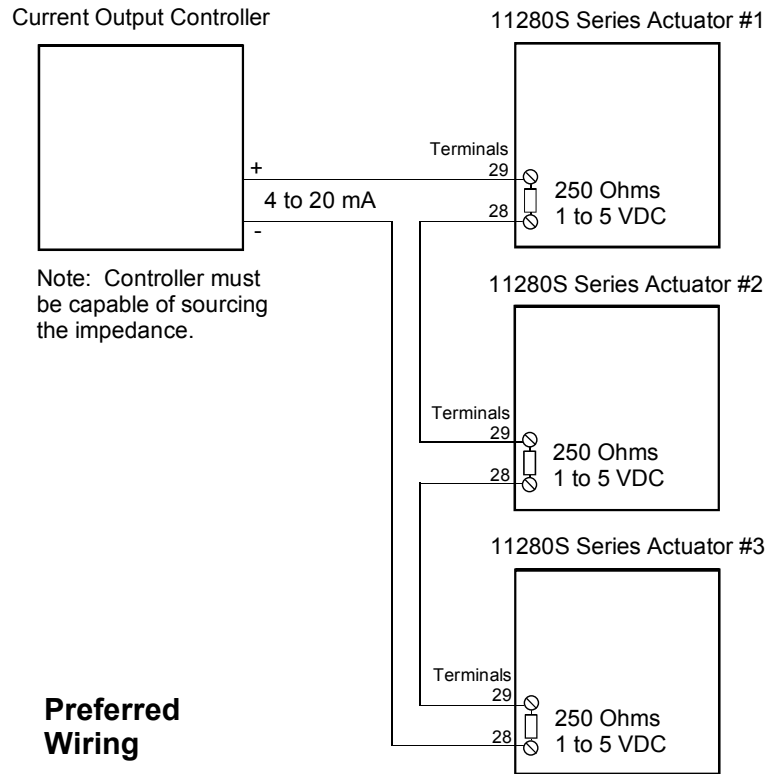 Current Output Controller
11280S Series Actuator #1
Terminals
29
28
+
4 to 20 mA
-
250 Ohms
1 to 5 VDC
Note: Controller must
be capable of sourcing
the impedance.
11280S Series Actuator #2
Terminals
29
28
250 Ohms
1 to 5 VDC
11280S Series Actuator #3
Terminals
29
28
250 Ohms
1 to 5 VDC
Preferred
Wiring